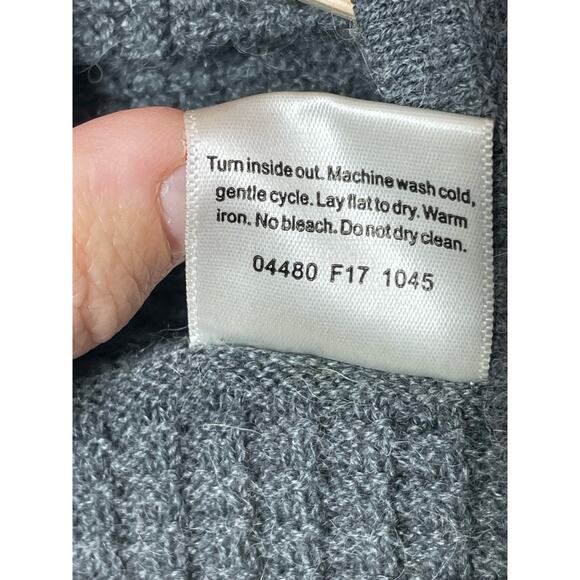 Turn inside out. Machine wash cold,
gentle cycle. Lay flat to dry. Warm
iron. No bleach. Do not dry clean.
04480 F17 1045